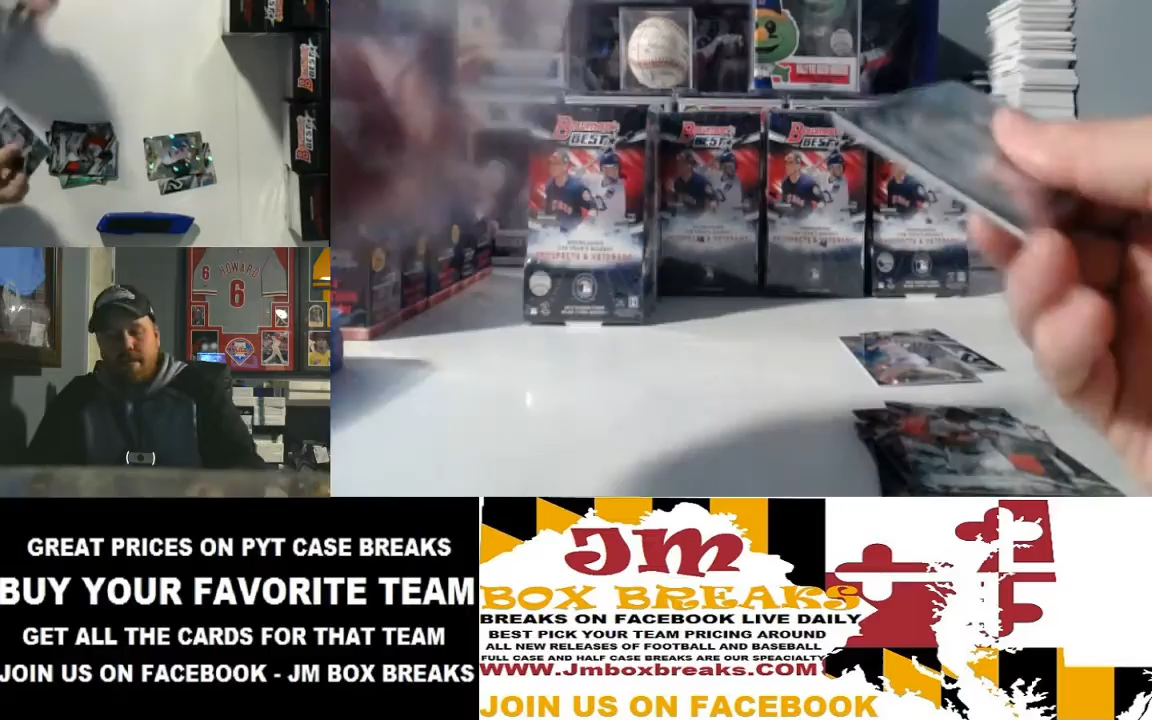 BOWMAN'S
BEST
BOWMAN'S
BEST
BOWMAN'S
BEST
BEST
BEST
HOWARD
6
6
GREAT PRICES ON PYT CASE BREAKS
BUY YOUR FAVORITE TEAM
GET ALL THE CARDS FOR THAT TEAM
JOIN US ON FACEBOOK - JM BOX BREAKS
JM
BOX BREAKS
BREAKS ON FACEBOOK LIVE DAILY
BEST PICK YOUR TEAM PRICING AROUND
ALL NEW RELEASES OF FOOTBALL AND BASEBALL
FULL CASE AND HALF CASE BREAKS ARE OUR SPEACIALTY
WWW.Jmboxbreaks.COM
JOIN US ON FACEBOOK